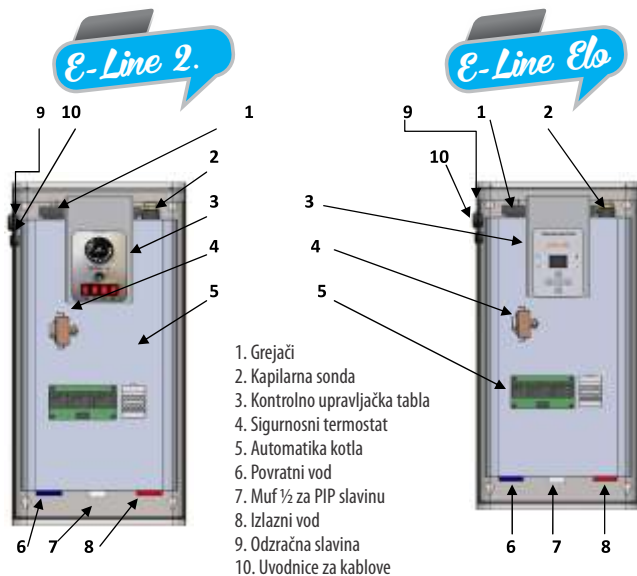 E-Line 2.
E-Line Elo
9 10 1
2
3
4
5
6 7 8
9 1 2
10
3
4
5
6 7 8
1. Grejači
2. Kapilarna sonda
3. Kontrolno upravljačka tabla
4. Sigurnosni termostat
5. Automatika kotla
6. Povratni vod
7. Muf ½ za PIP slavinu
8. Izlazni vod
9. Odzračna slavina
10. Uvodnice za kablove